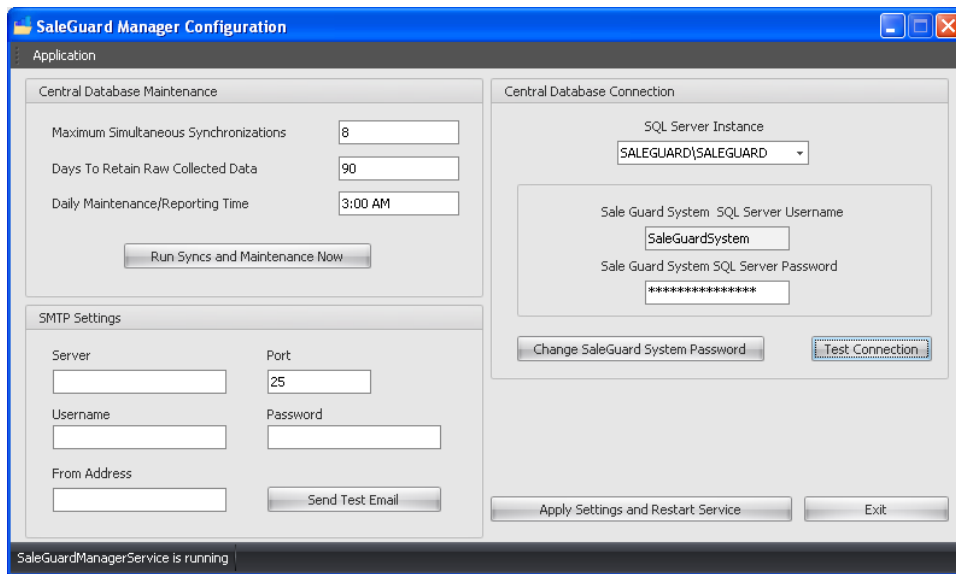 SaleGuard Manager Configuration
Application
Central Database Maintenance
Maximum Simultaneous Synchronizations 8
Days To Retain Raw Collected Data 90
Daily Maintenance/Reporting Time 3:00 AM
Run Syncs and Maintenance Now
SMTP Settings
Server Port
25
Username Password
From Address
Send Test Email
Central Database Connection
SQL Server Instance
SALEGUARD\SALEGUARD
Sale Guard System SQL Server Username
SaleGuardSystem
Sale Guard System SQL Server Password
***************
Change SaleGuard System Password Test Connection
Apply Settings and Restart Service Exit
SaleGuardManagerService is running